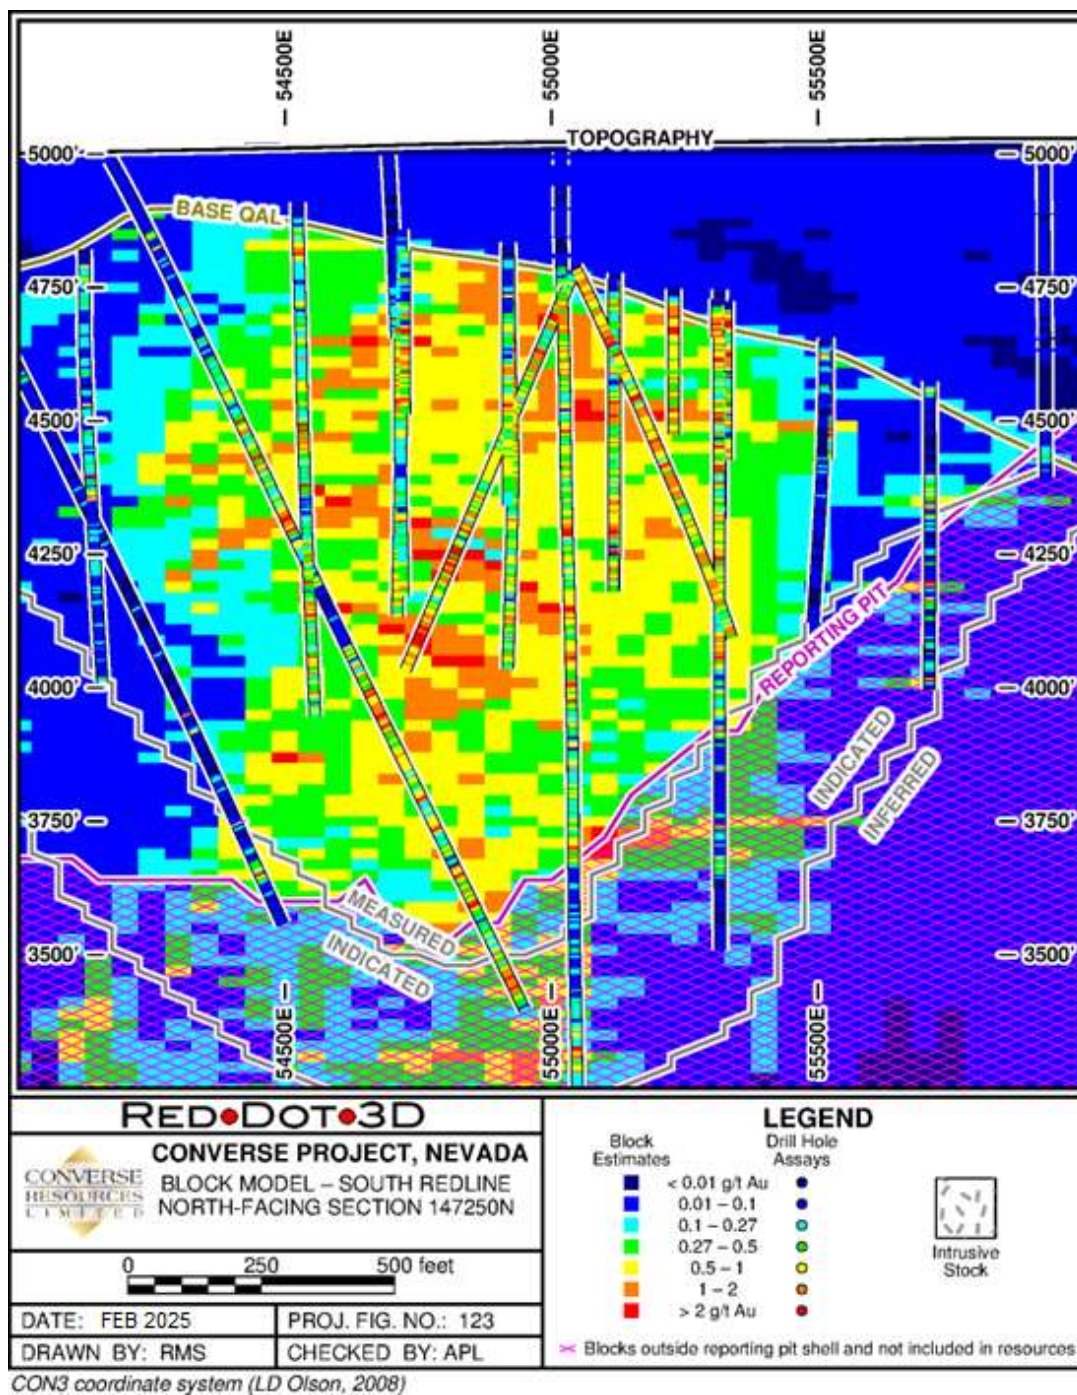 54500E
55000E
55500E
TOPOGRAPHY
5000'
5000'
BASE QAL
4750'
4750'
4500'
4500'
4250'
4250'
REPORTING PIT
4000'
4000'
INDICATED
INFERRED
3750'
3750'
MEASURED
INDICATED
3500'
3500'
54500E
55000E
55500E
RED•DOT•3D
CONVERSE
RESOURCES
LIMITED
CONVERSE PROJECT, NEVADA
BLOCK MODEL – SOUTH REDLINE
NORTH-FACING SECTION 147250N
0 250 500 feet
DATE: FEB 2025
PROJ. FIG. NO.: 123
DRAWN BY: RMS
CHECKED BY: APL
LEGEND
Block Estimates
Drill Hole Assays
< 0.01 g/t Au
0.01 – 0.1
0.1 – 0.27
0.27 – 0.5
0.5 – 1
1 – 2
> 2 g/t Au
Intrusive
Stock
Blocks outside reporting pit shell and not included in resources
CON3 coordinate system (LD Olson, 2008)